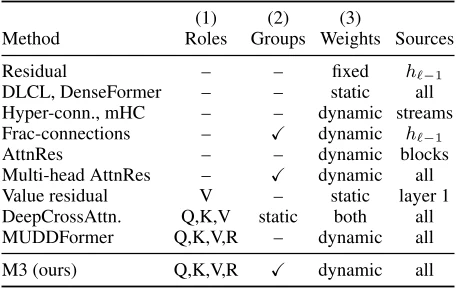 (1) (2) (3)
Method Roles Groups Weights Sources
Residual – – fixed hℓ−1
DLCL, DenseFormer – – static all
Hyper-conn., mHC – – dynamic streams
Frac-connections – ✓ dynamic hℓ−1
AttnRes – – dynamic blocks
Multi-head AttnRes – ✓ dynamic all
Value residual V – static layer 1
DeepCrossAttn. Q,K,V static both all
MUDDFormer Q,K,V,R – dynamic all
M3 (ours) Q,K,V,R ✓ dynamic all